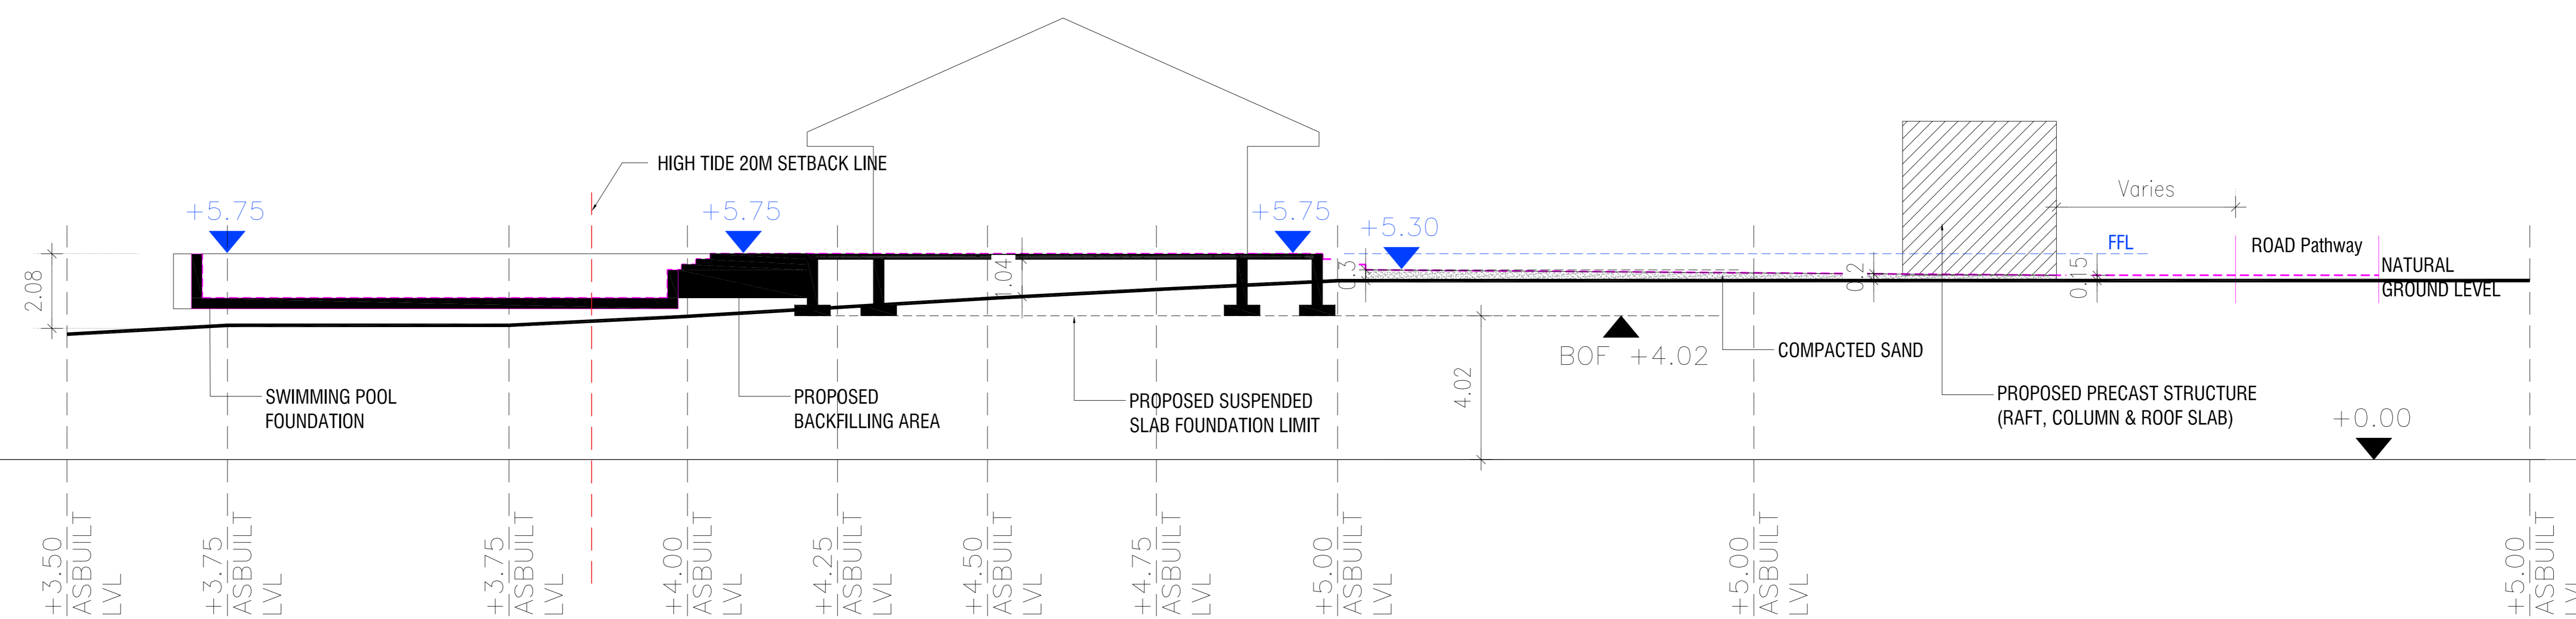 HIGH TIDE 20M SETBACK LINE
+5.75
+5.75
+5.75
+5.30
Varies
FFL
ROAD Pathway
NATURAL
GROUND LEVEL
2.08
1.04
0.3
0.2
0.15
BOF +4.02
COMPACTED SAND
4.02
SWIMMING POOL
FOUNDATION
PROPOSED
BACKFILLING AREA
PROPOSED SUSPENDED
SLAB FOUNDATION LIMIT
PROPOSED PRECAST STRUCTURE
(RAFT, COLUMN & ROOF SLAB)
+0.00
+3.50
ASBUILT
LVL
+3.75
ASBUILT
LVL
+3.75
ASBUILT
LVL
+4.00
ASBUILT
LVL
+4.25
ASBUILT
LVL
+4.50
ASBUILT
LVL
+4.75
ASBUILT
LVL
+5.00
ASBUILT
LVL
+5.00
ASBUILT
LVL
+5.00
ASBUILT
LVL